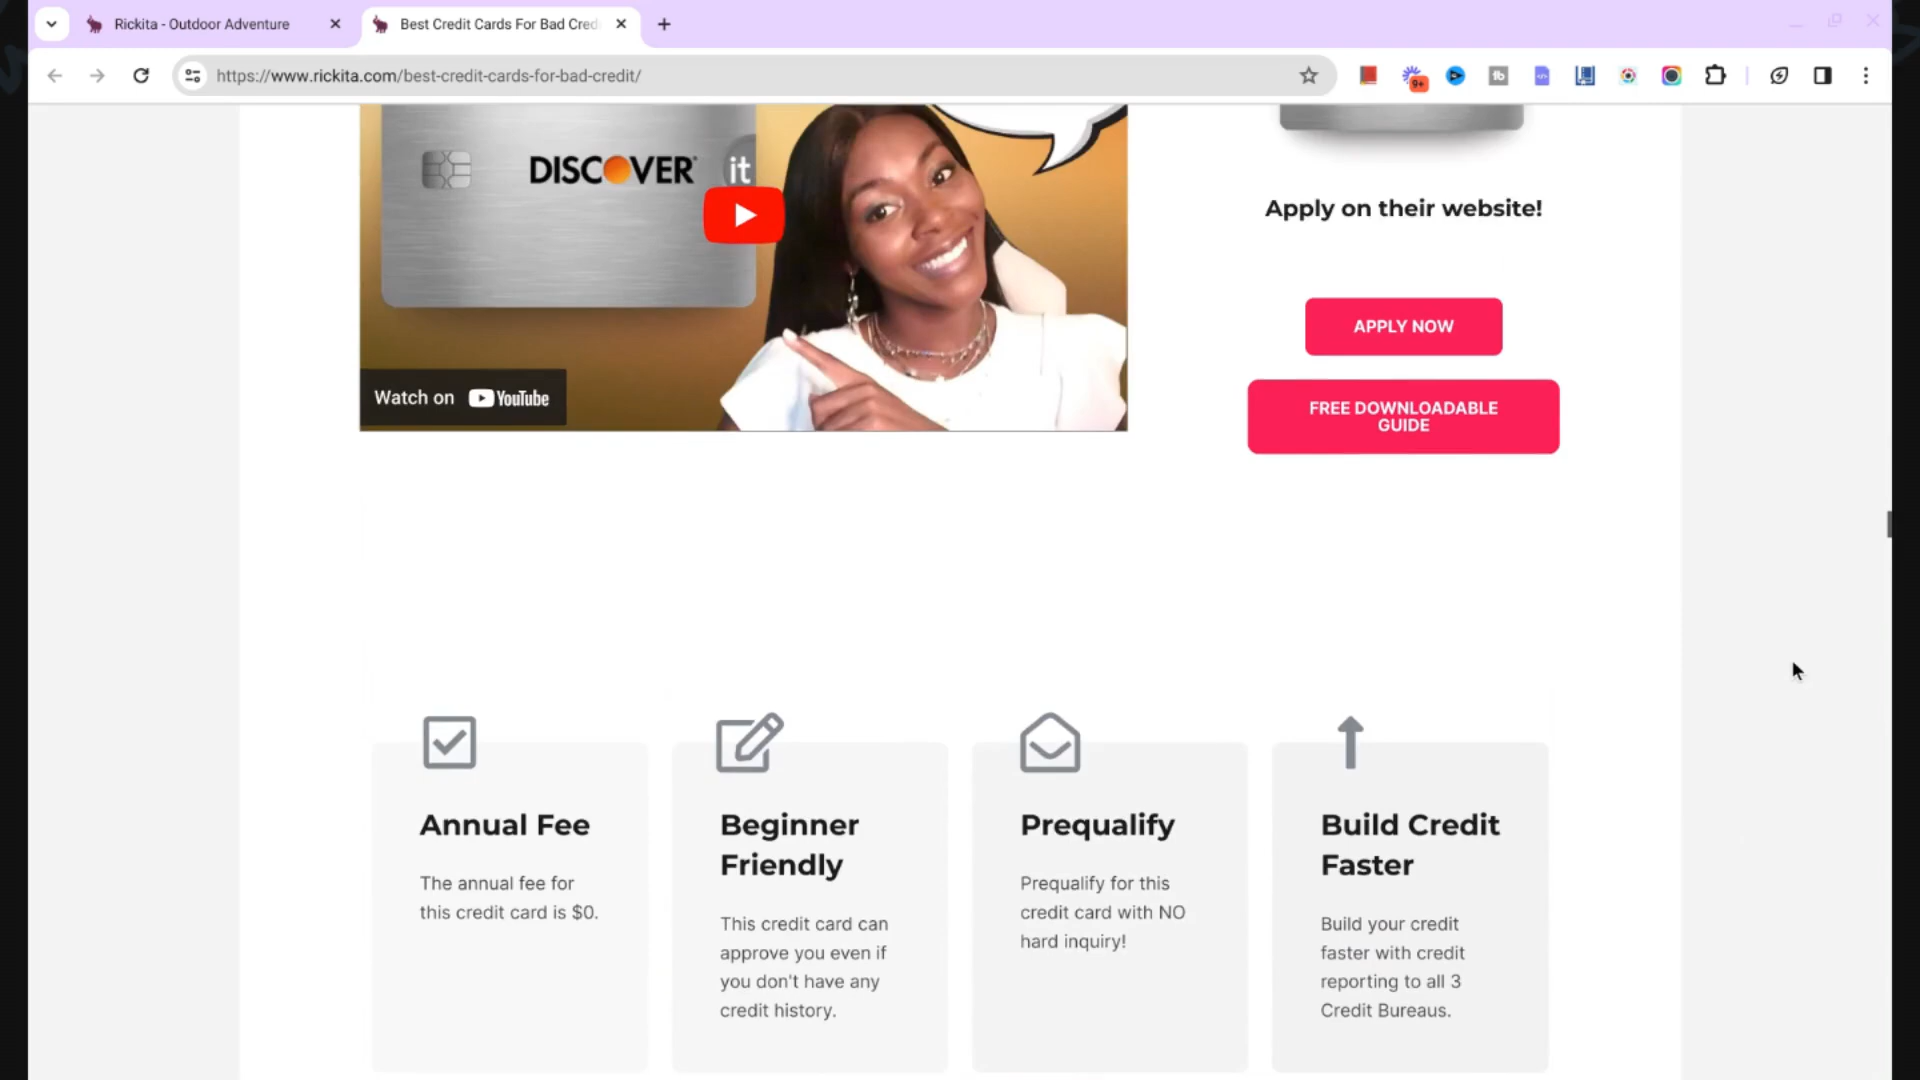 Rickita - Outdoor Adventure
Best Credit Cards For Bad Cred
https://www.rickita.com/best-credit-cards-for-bad-credit/
9+
fb
DISCOVER it
Apply on their website!
APPLY NOW
Watch on YouTube
FREE DOWNLOADABLE
GUIDE
Annual Fee
The annual fee for
this credit card is $0.
Beginner
Friendly
This credit card can
approve you even if
you don't have any
credit history.
Prequalify
Prequalify for this
credit card with NO
hard inquiry!
Build Credit
Faster
Build your credit
faster with credit
reporting to all 3
Credit Bureaus.